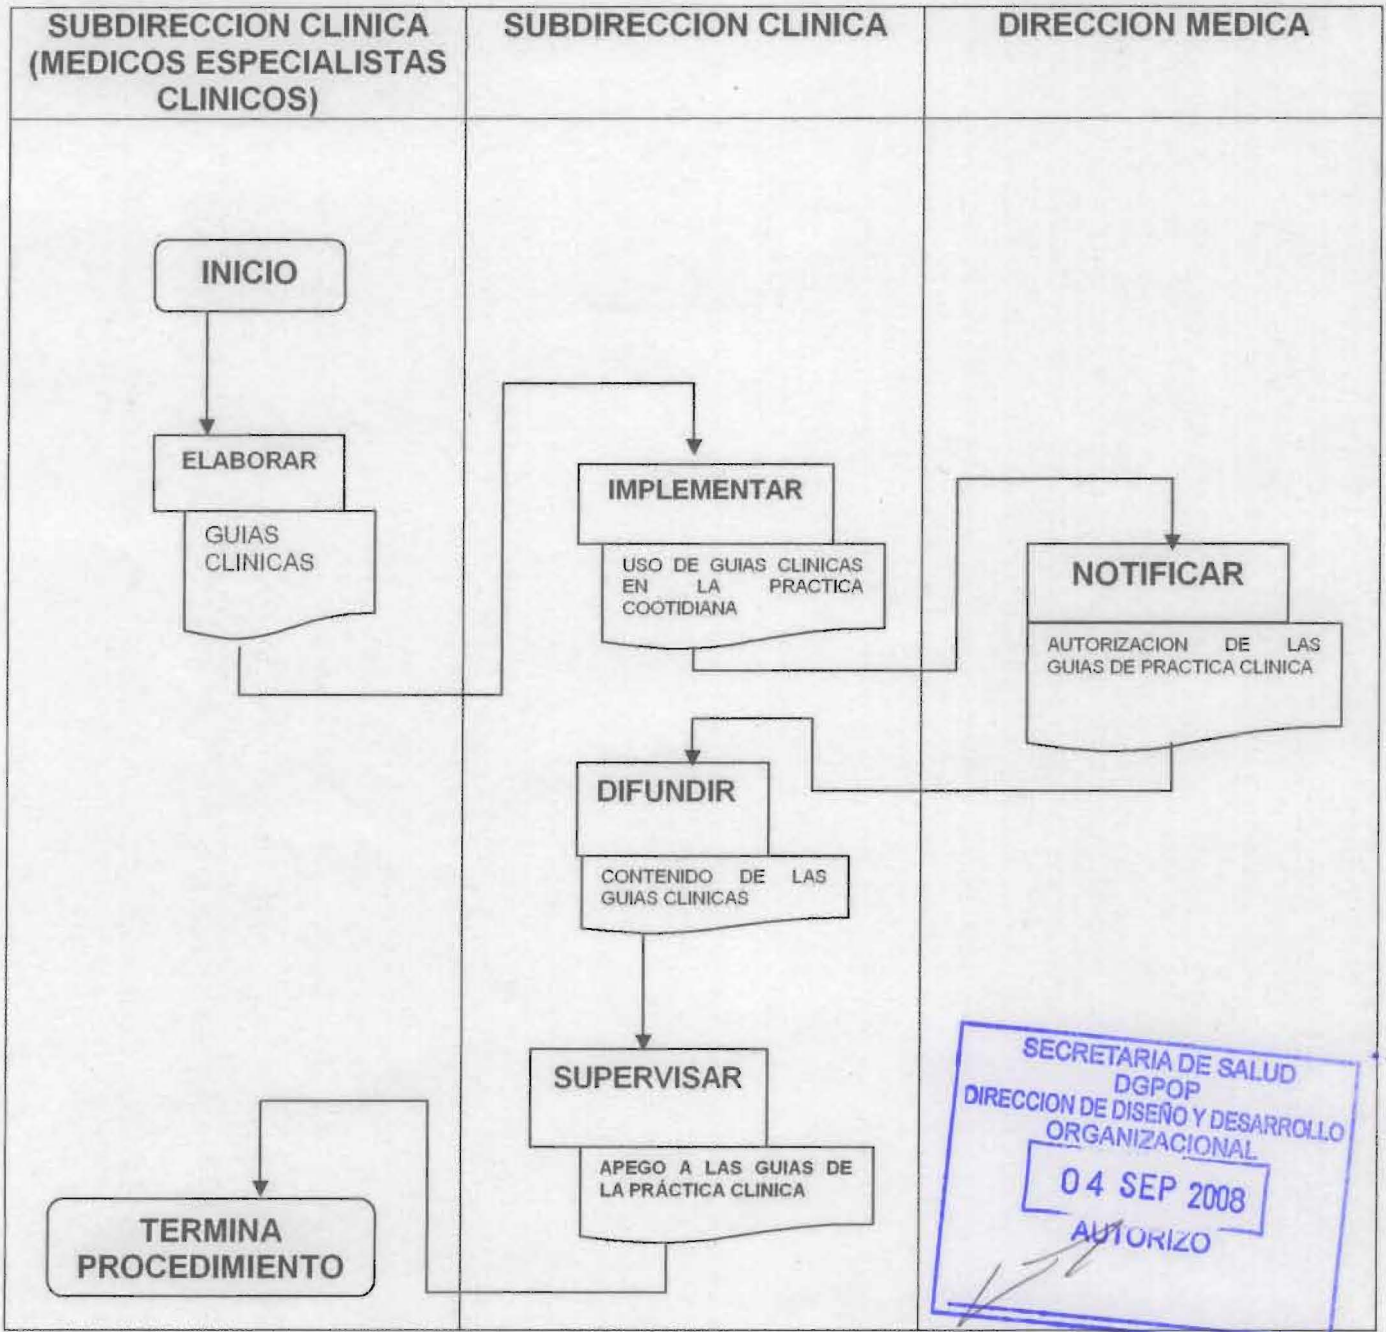 SUBDIRECCION CLINICA
(MEDICOS ESPECIALISTAS
CLINICOS)
SUBDIRECCION CLINICA
DIRECCION MEDICA
INICIO
ELABORAR
GUIAS
CLINICAS
IMPLEMENTAR
USO DE GUIAS CLINICAS
EN LA PRACTICA
COOTIDIANA
NOTIFICAR
AUTORIZACION DE LAS
GUIAS DE PRACTICA CLINICA
DIFUNDIR
CONTENIDO DE LAS
GUIAS CLINICAS
SUPERVISAR
APEGO A LAS GUIAS DE
LA PRÁCTICA CLINICA
TERMINA
PROCEDIMIENTO
SECRETARIA DE SALUD
DGPOP
DIRECCION DE DISEÑO Y DESARROLLO
ORGANIZACIONAL
04 SEP 2008
AUTORIZO